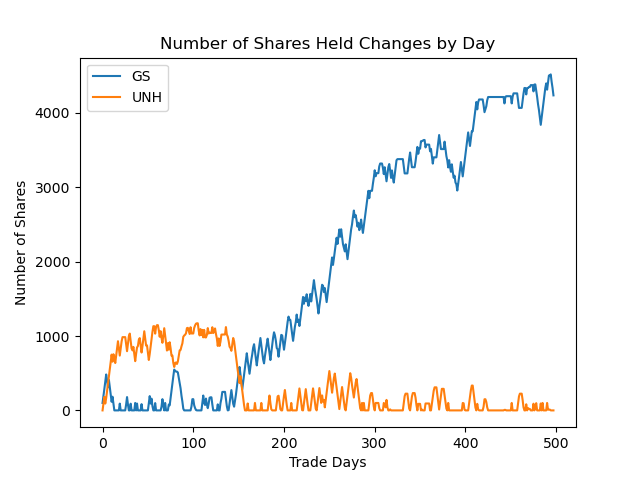 Number of Shares Held Changes by Day
GS
UNH
4000
3000
2000
1000
0
Number of Shares
0 100 200 300 400 500
Trade Days